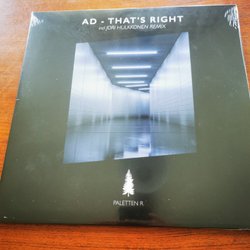 AD - THAT'S RIGHT
incl JORI HULKKONEN REMIX
PALETTEN R